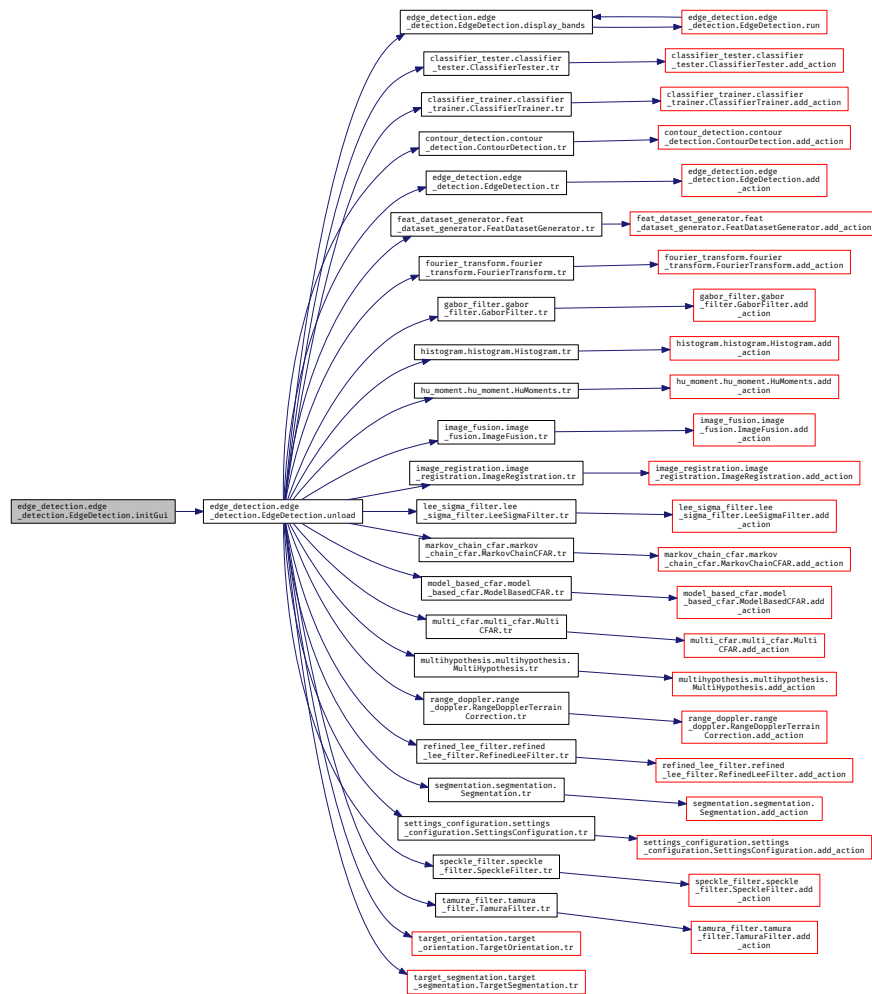 edge_detection.edge
_detection.EdgeDetection.initGui
edge_detection.edge
_detection.EdgeDetection.unload
edge_detection.edge
_detection.EdgeDetection.display_bands
edge_detection.edge
_detection.EdgeDetection.run
classifier_tester.classifier
_tester.ClassifierTester.tr
classifier_tester.classifier
_tester.ClassifierTester.add_action
classifier_trainer.classifier
_trainer.ClassifierTrainer.tr
classifier_trainer.classifier
_trainer.ClassifierTrainer.add_action
contour_detection.contour
_detection.ContourDetection.tr
contour_detection.contour
_detection.ContourDetection.add_action
edge_detection.edge
_detection.EdgeDetection.tr
edge_detection.edge
_detection.EdgeDetection.add
_action
feat_dataset_generator.feat
_dataset_generator.FeatDatasetGenerator.tr
feat_dataset_generator.feat
_dataset_generator.FeatDatasetGenerator.add_action
fourier_transform.fourier
_transform.FourierTransform.tr
fourier_transform.fourier
_transform.FourierTransform.add_action
gabor_filter.gabor
_filter.GaborFilter.tr
gabor_filter.gabor
_filter.GaborFilter.add
_action
histogram.histogram.Histogram.tr
histogram.histogram.Histogram.add
_action
hu_moment.hu_moment.HuMoments.tr
hu_moment.hu_moment.HuMoments.add
_action
image_fusion.image
_fusion.ImageFusion.tr
image_fusion.image
_fusion.ImageFusion.add
_action
image_registration.image
_registration.ImageRegistration.tr
image_registration.image
_registration.ImageRegistration.add_action
lee_sigma_filter.lee
_sigma_filter.LeeSigmaFilter.tr
lee_sigma_filter.lee
_sigma_filter.LeeSigmaFilter.add
_action
markov_chain_cfar.markov
_chain_cfar.MarkovChainCFAR.tr
markov_chain_cfar.markov
_chain_cfar.MarkovChainCFAR.add_action
model_based_cfar.model
_based_cfar.ModelBasedCFAR.tr
model_based_cfar.model
_based_cfar.ModelBasedCFAR.add
_action
multi_cfar.multi_cfar.Multi
CFAR.tr
multi_cfar.multi_cfar.Multi
CFAR.add_action
multihypothesis.multihypothesis.
MultiHypothesis.tr
multihypothesis.multihypothesis.
MultiHypothesis.add_action
range_doppler.range
_doppler.RangeDopplerTerrain
Correction.tr
range_doppler.range
_doppler.RangeDopplerTerrain
Correction.add_action
refined_lee_filter.refined
_lee_filter.RefinedLeeFilter.tr
refined_lee_filter.refined
_lee_filter.RefinedLeeFilter.add_action
segmentation.segmentation.
Segmentation.tr
segmentation.segmentation.
Segmentation.add_action
settings_configuration.settings
_configuration.SettingsConfiguration.tr
settings_configuration.settings
_configuration.SettingsConfiguration.add_action
speckle_filter.speckle
_filter.SpeckleFilter.tr
speckle_filter.speckle
_filter.SpeckleFilter.add
_action
tamura_filter.tamura
_filter.TamuraFilter.tr
tamura_filter.tamura
_filter.TamuraFilter.add
_action
target_orientation.target
_orientation.TargetOrientation.tr
target_segmentation.target
_segmentation.TargetSegmentation.tr